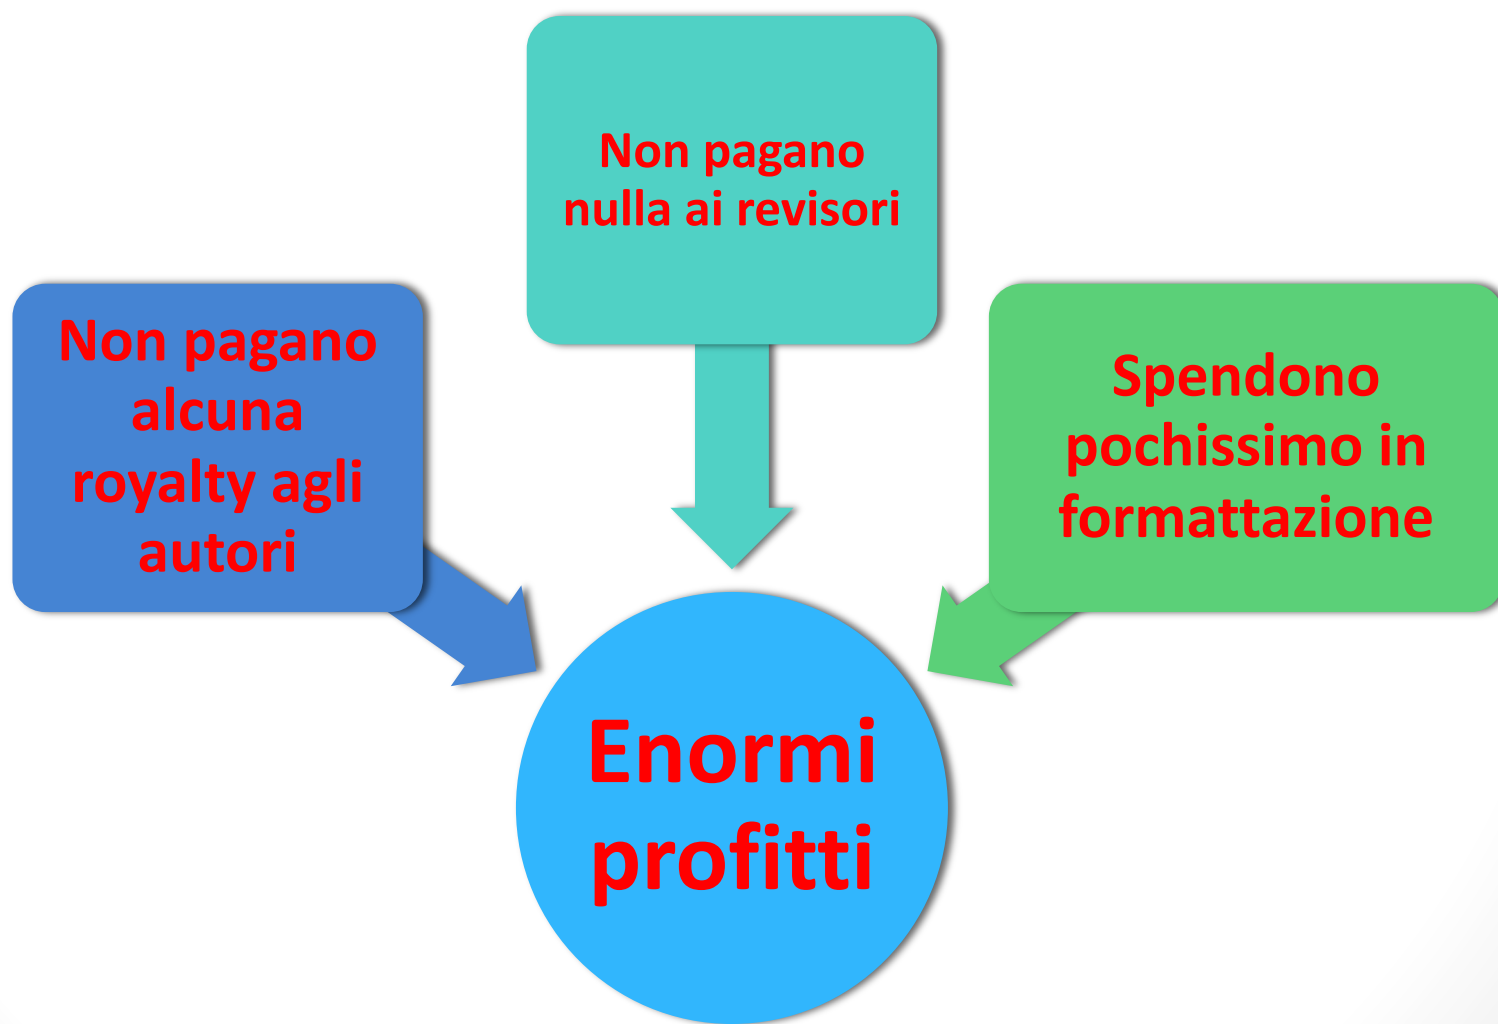 Non pagano
nulla ai revisori
Non pagano
alcuna
royalty agli
autori
Spendono
pochissimo in
formattazione
Enormi
profitti